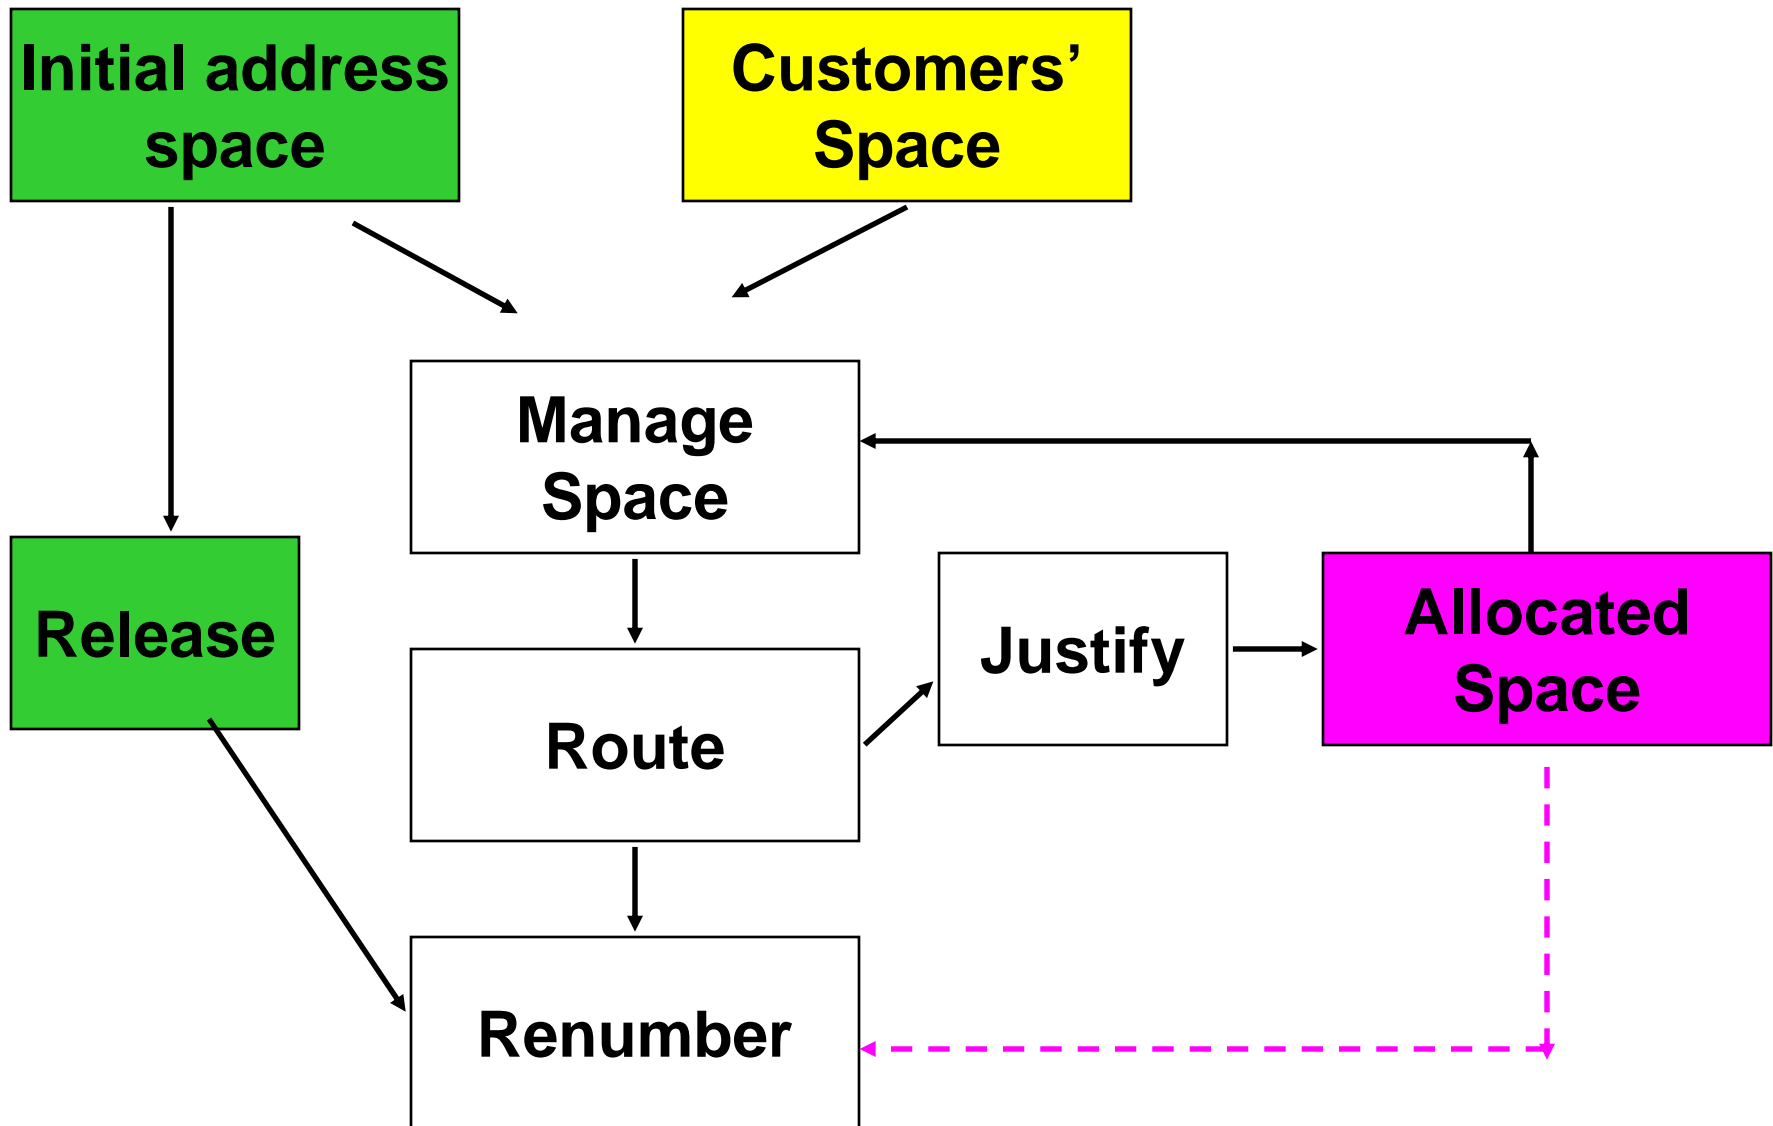 Initial address
space
Customers’
Space
Manage
Space
Release
Justify
Allocated
Space
Route
Renumber